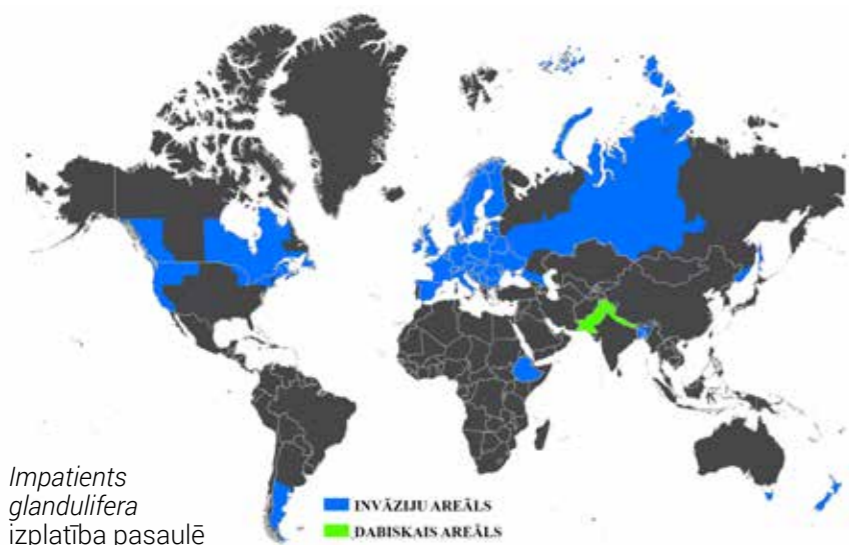 Impatients
glandulifera
izplatība pasaulē
INVĀZIJU AREĀLS
DABISKAIS AREĀLS